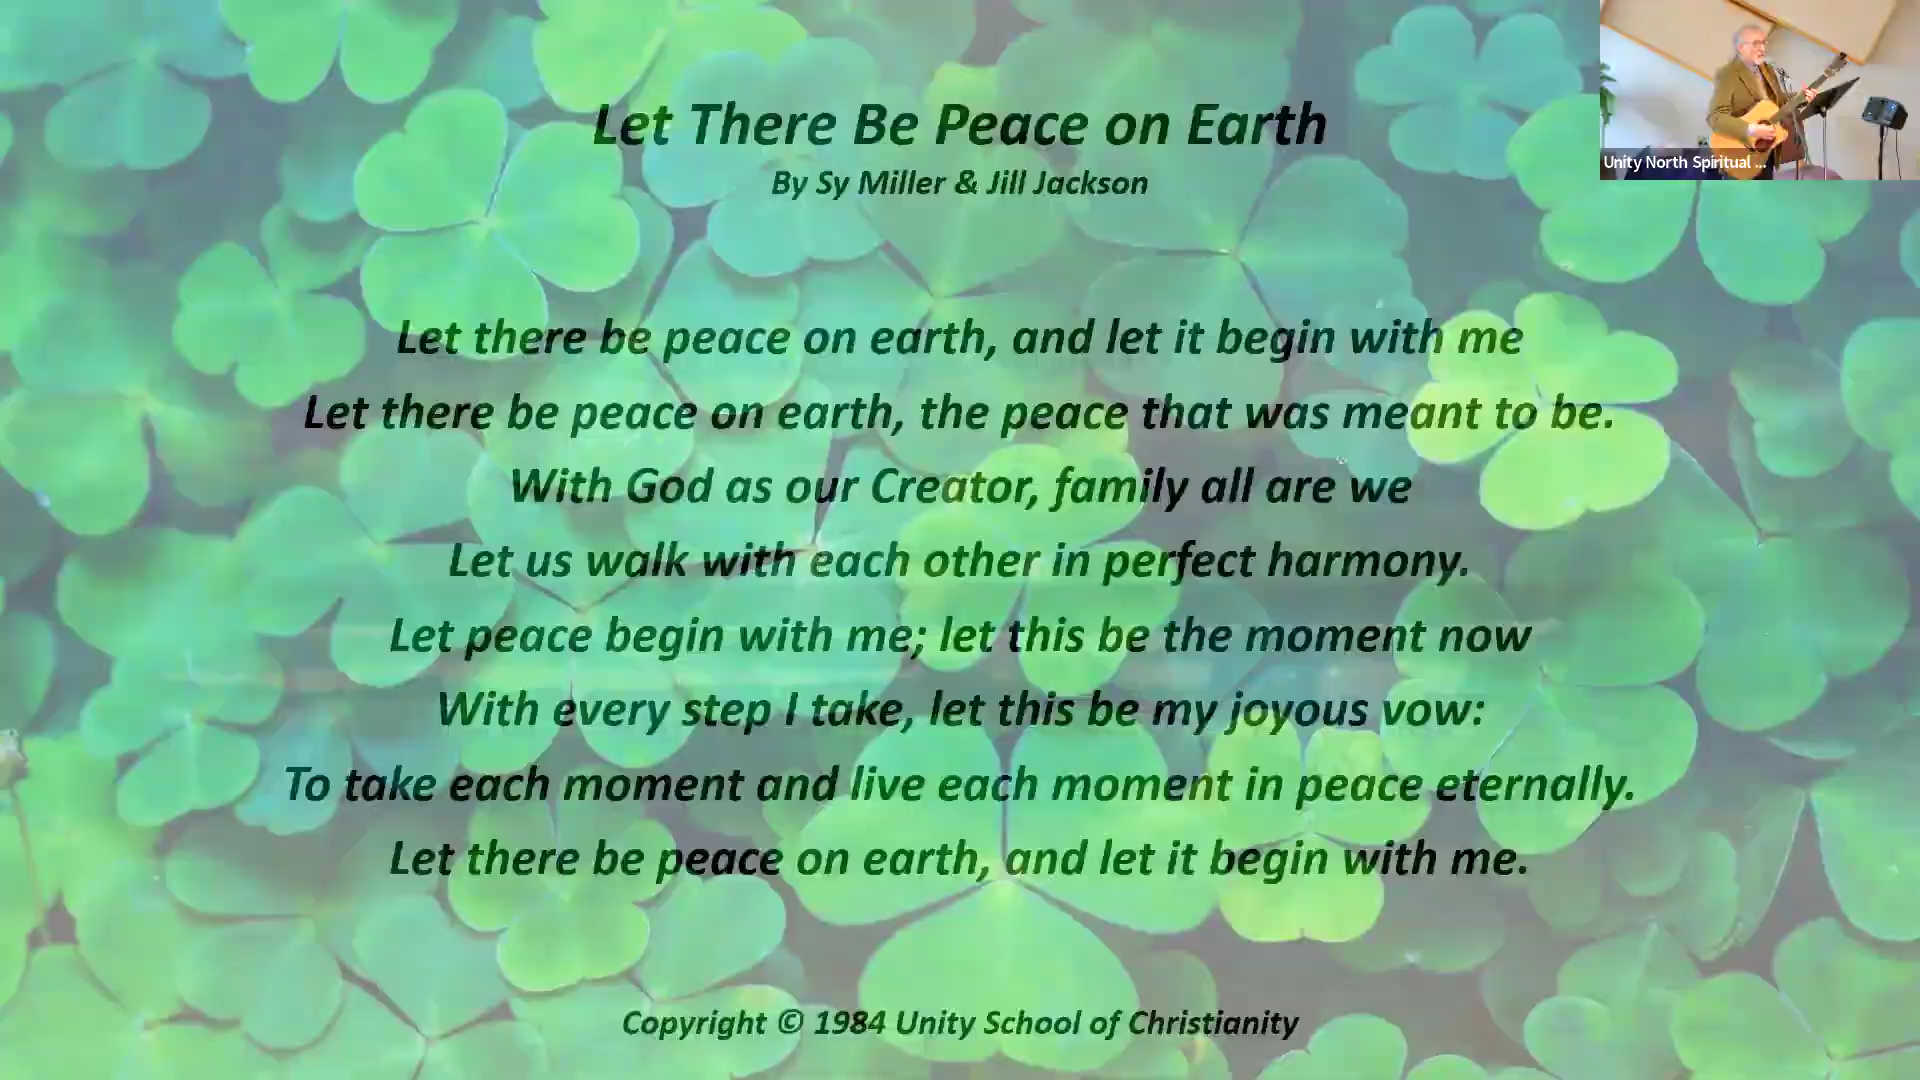 Let There Be Peace on Earth
By Sy Miller & Jill Jackson
Unity North Spiritual ...
Let there be peace on earth, and let it begin with me
Let there be peace on earth, the peace that was meant to be.
With God as our Creator, family all are we
Let us walk with each other in perfect harmony.
Let peace begin with me; let this be the moment now
With every step I take, let this be my joyous vow:
To take each moment and live each moment in peace eternally.
Let there be peace on earth, and let it begin with me.
Copyright © 1984 Unity School of Christianity